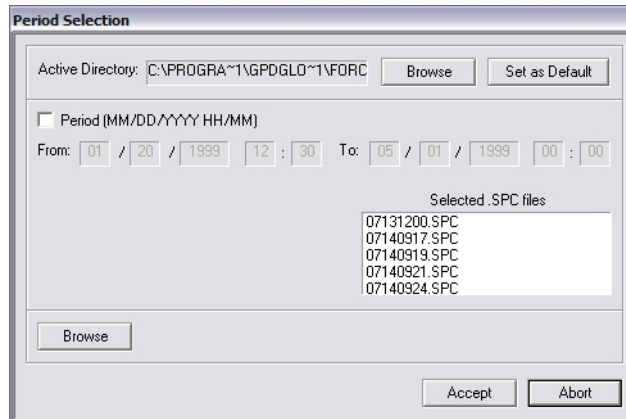 Period Selection
Active Directory: C:\PROGRA~1\GPDGLO~1\FORC Browse Set as Default
Period (MM/DD/YYYY HH/MM)
From: 01 / 20 / 1999 12 : 30 To: 05 / 01 / 1999 00 : 00
Selected .SPC files
07131200.SPC
07140917.SPC
07140919.SPC
07140921.SPC
07140924.SPC
Browse
Accept Abort